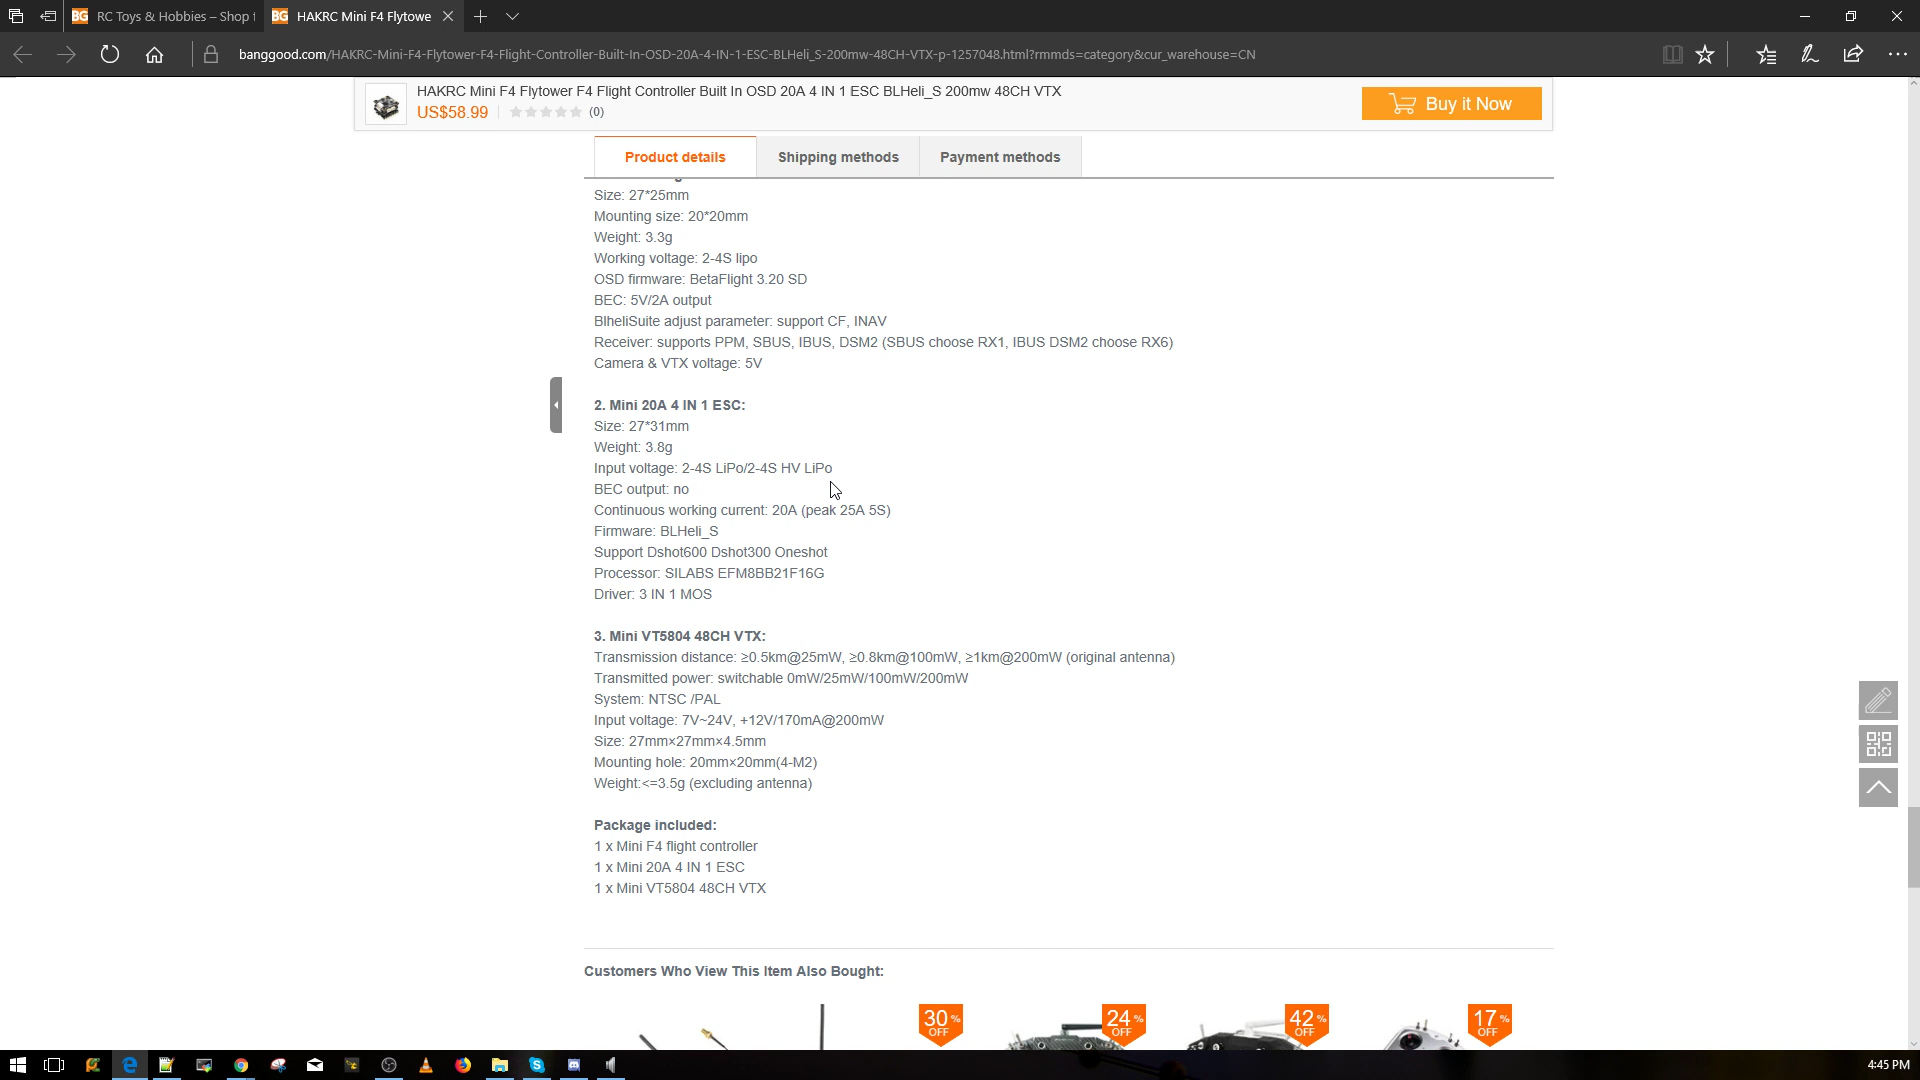 RC Toys & Hobbies – Shop
HAKRC Mini F4 Flytowe
banggood.com/HAKRC-Mini-F4-Flytower-F4-Flight-Controller-Built-In-OSD-20A-4-IN-1-ESC-BLHeli_S-200mw-48CH-VTX-p-1257048.html?rmmds=category&cur_warehouse=CN
HAKRC Mini F4 Flytower F4 Flight Controller Built In OSD 20A 4 IN 1 ESC BLHeli_S 200mw 48CH VTX
US$58.99 (0)
Buy it Now
Product details Shipping methods Payment methods
Size: 27*25mm
Mounting size: 20*20mm
Weight: 3.3g
Working voltage: 2-4S lipo
OSD firmware: BetaFlight 3.20 SD
BEC: 5V/2A output
BlheliSuite adjust parameter: support CF, INAV
Receiver: supports PPM, SBUS, IBUS, DSM2 (SBUS choose RX1, IBUS DSM2 choose RX6)
Camera & VTX voltage: 5V
2. Mini 20A 4 IN 1 ESC:
Size: 27*31mm
Weight: 3.8g
Input voltage: 2-4S LiPo/2-4S HV LiPo
BEC output: no
Continuous working current: 20A (peak 25A 5S)
Firmware: BLHeli_S
Support Dshot600 Dshot300 Oneshot
Processor: SILABS EFM8BB21F16G
Driver: 3 IN 1 MOS
3. Mini VT5804 48CH VTX:
Transmission distance: ≥0.5km@25mW, ≥0.8km@100mW, ≥1km@200mW (original antenna)
Transmitted power: switchable 0mW/25mW/100mW/200mW
System: NTSC /PAL
Input voltage: 7V~24V, +12V/170mA@200mW
Size: 27mm×27mm×4.5mm
Mounting hole: 20mm×20mm(4-M2)
Weight:<=3.5g (excluding antenna)
Package included:
1 x Mini F4 flight controller
1 x Mini 20A 4 IN 1 ESC
1 x Mini VT5804 48CH VTX
Customers Who View This Item Also Bought:
30% OFF
24% OFF
42% OFF
17% OFF
4:45 PM